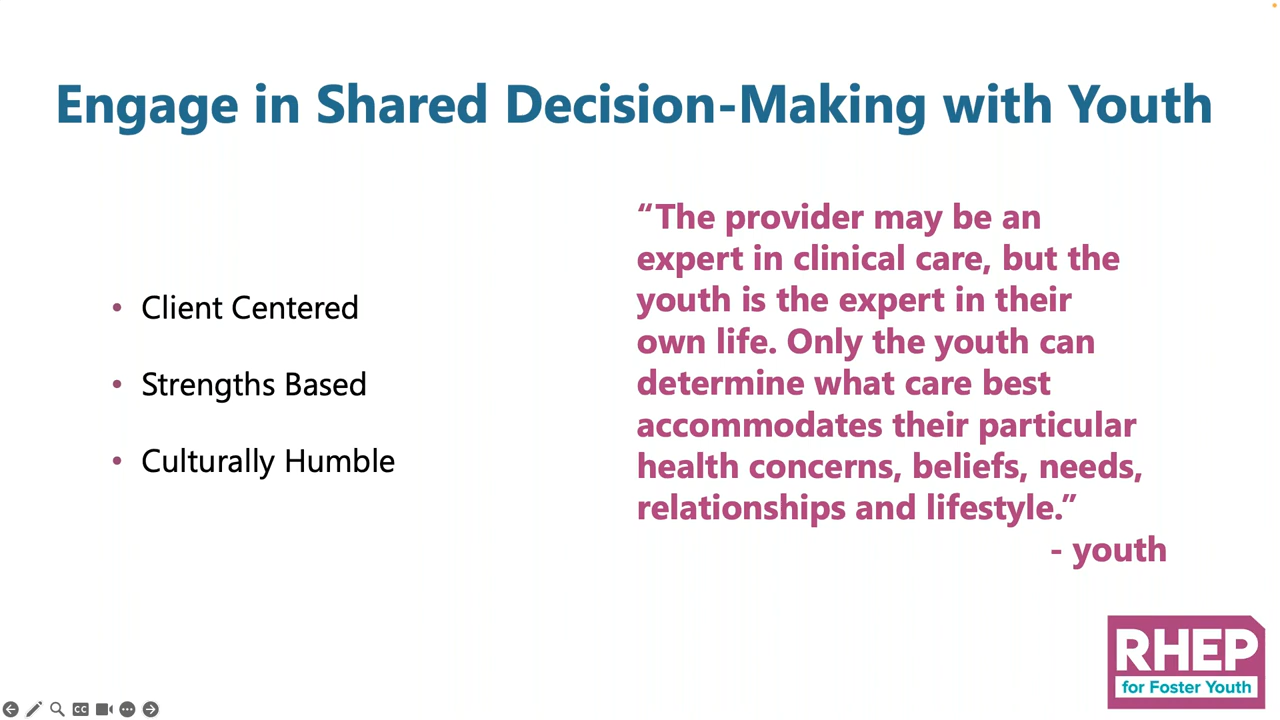 Engage in Shared Decision-Making with Youth
• Client Centered
• Strengths Based
• Culturally Humble
“The provider may be an
expert in clinical care, but the
youth is the expert in their
own life. Only the youth can
determine what care best
accommodates their particular
health concerns, beliefs, needs,
relationships and lifestyle.”
- youth
RHEP
for Foster Youth
CC